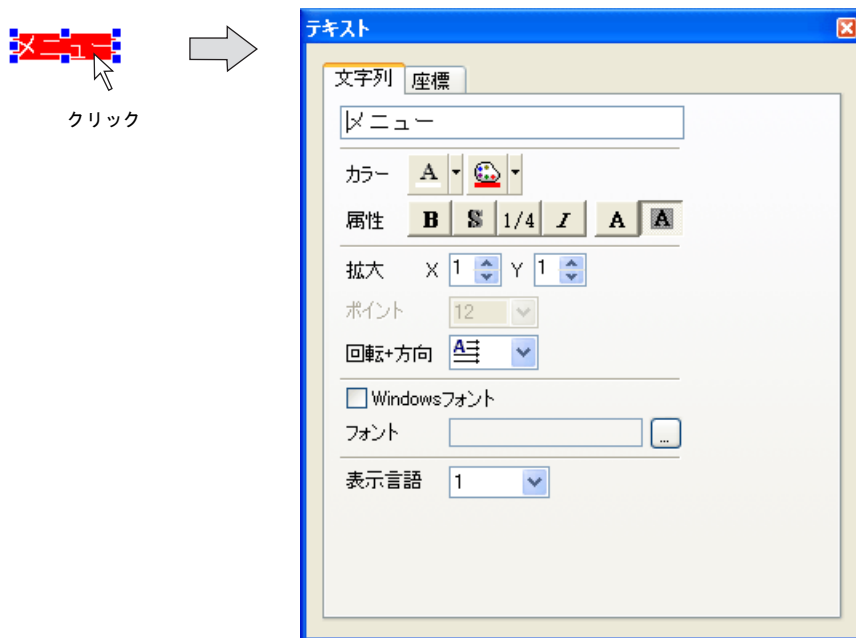 メニュー
クリック
テキスト
文字列 座標
メニュー
カラー A
属性 B S 1/4 I A A
拡大 X 1 Y 1
ポイント 12
回転+方向 A
Windowsフォント
フォント ...
表示言語 1